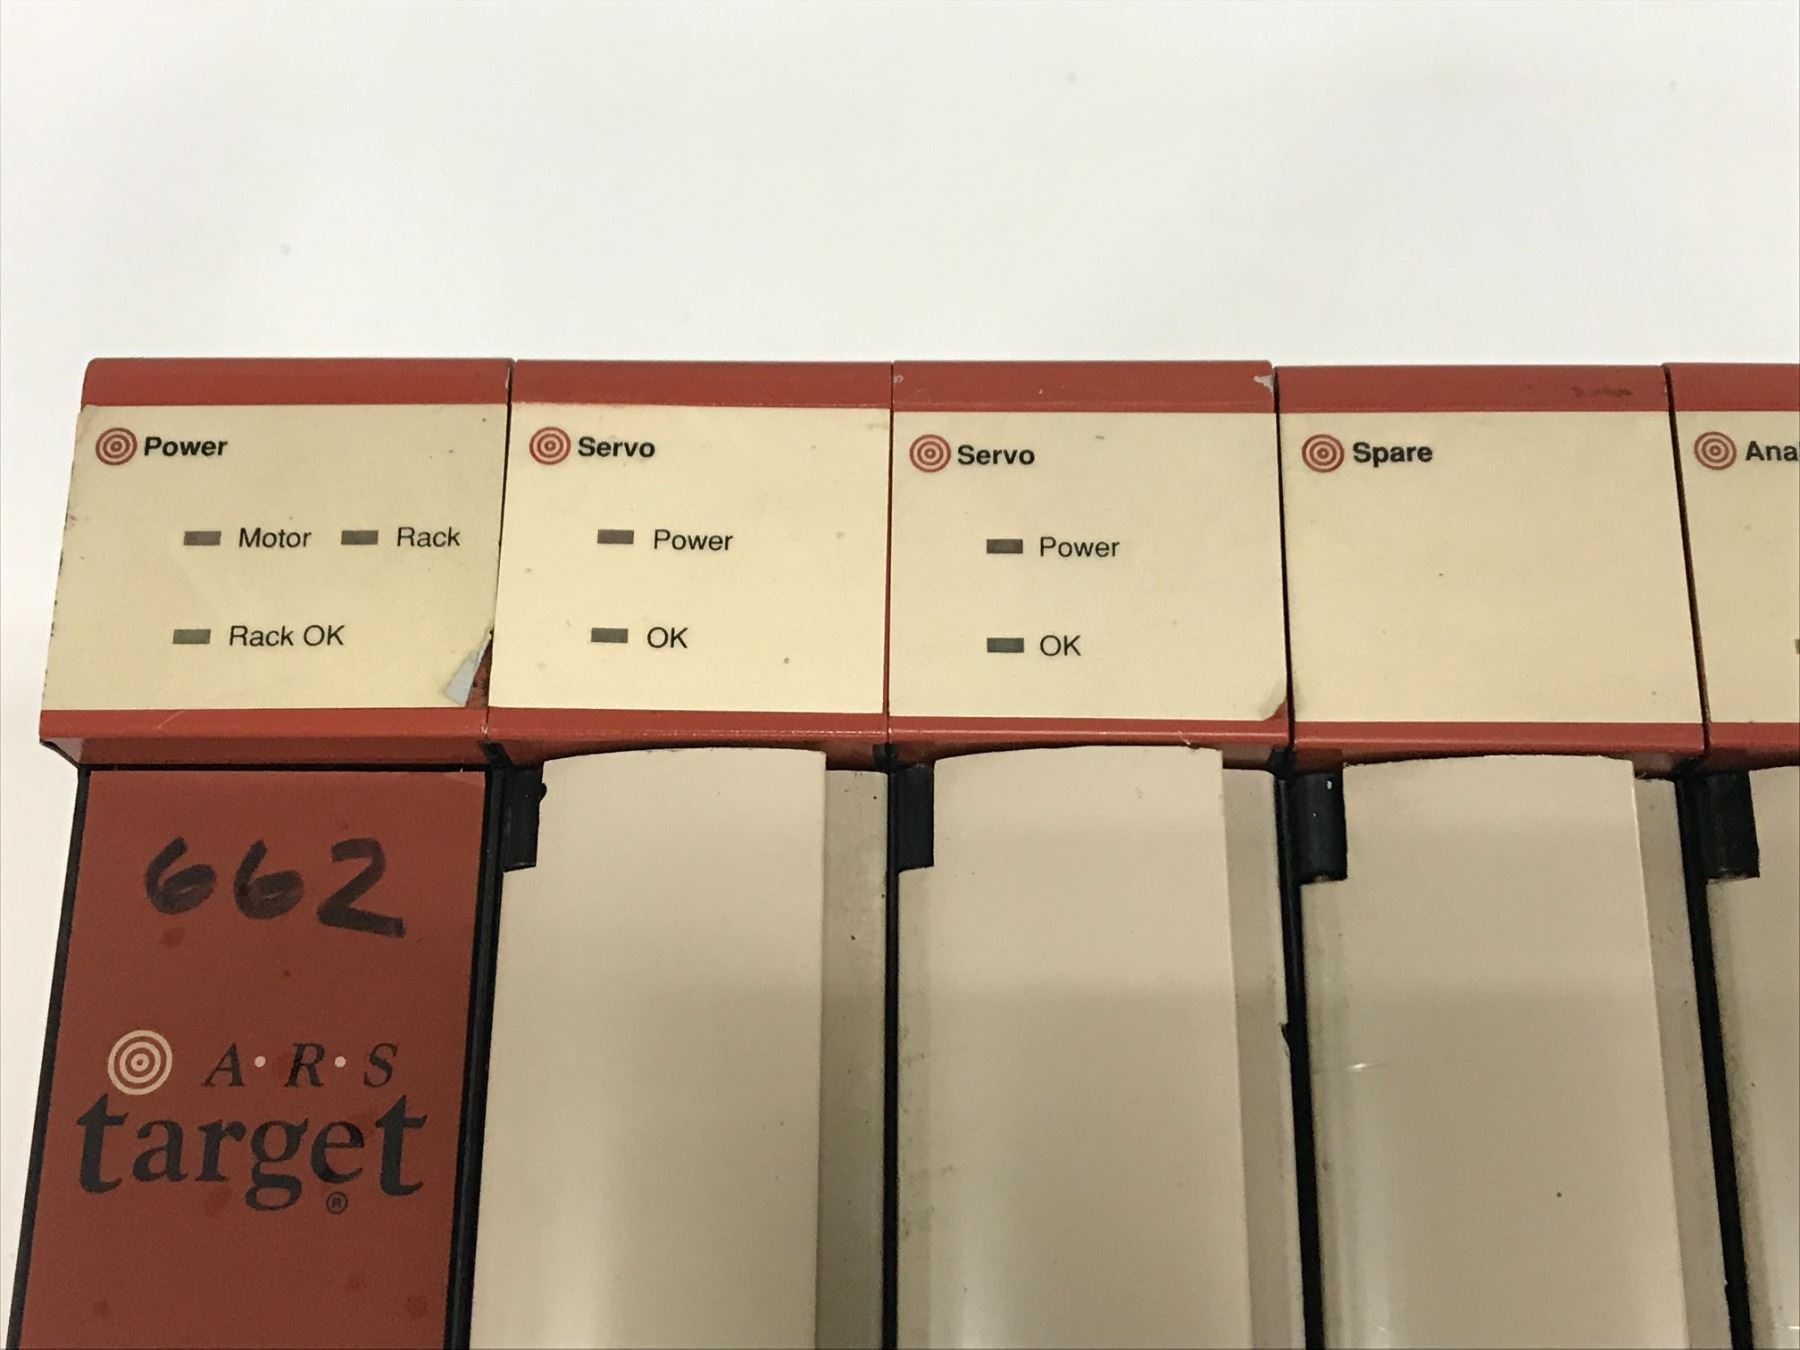 Power
Motor Rack
Rack OK
Servo
Power
OK
Servo
Power
OK
Spare
662
A·R·S
target®